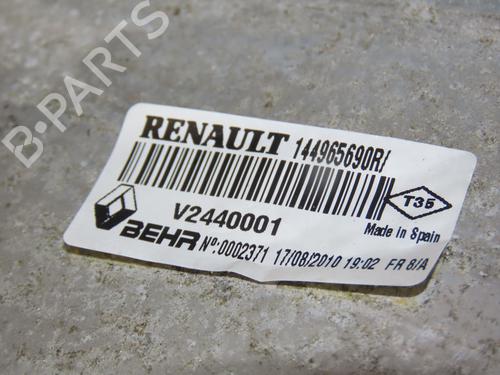 B-PARTS
RENAULT 144965690R/
T35
V2440001
Made in Spain
BEHR Nº:0002371 17/08/2010 19:02 FR 8/A